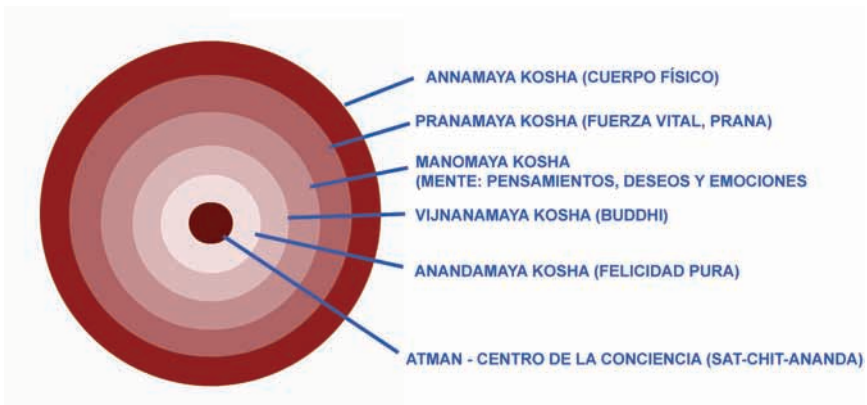 ANNAMAYA KOSHA (CUERPO FÍSICO)
PRANAMAYA KOSHA (FUERZA VITAL, PRANA)
MANOMAYA KOSHA
(MENTE: PENSAMIENTOS, DESEOS Y EMOCIONES
VIJNANAMAYA KOSHA (BUDDHI)
ANANDAMAYA KOSHA (FELICIDAD PURA)
ATMAN - CENTRO DE LA CONCIENCIA (SAT-CHIT-ANANDA)